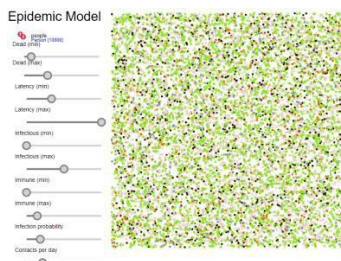 Epidemic Model
people
Person [10000]
Dead (min)
Dead (max)
Latency (min)
Latency (max)
Infectious (min)
Infectious (max)
Immune (min)
Immune (max)
Infection probability
Contacts per day